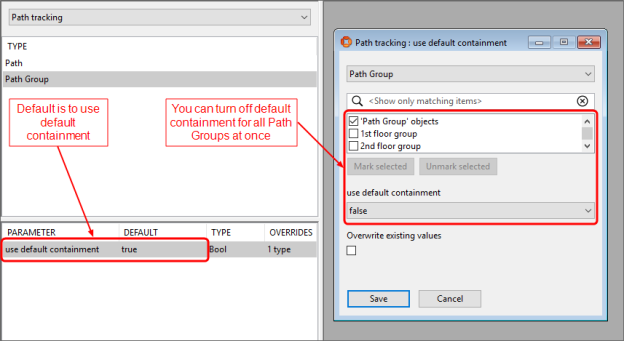 Path tracking
TYPE
Path
Path Group
Default is to use
default
containment
You can turn off default
containment for all Path
Groups at once
PARAMETER DEFAULT TYPE OVERRIDES
use default containment true Bool 1 type
Path tracking : use default containment
Path Group
<Show only matching items>
'Path Group' objects
1st floor group
2nd floor group
Mark selected Unmark selected
use default containment
false
Overwrite existing values
Save Cancel